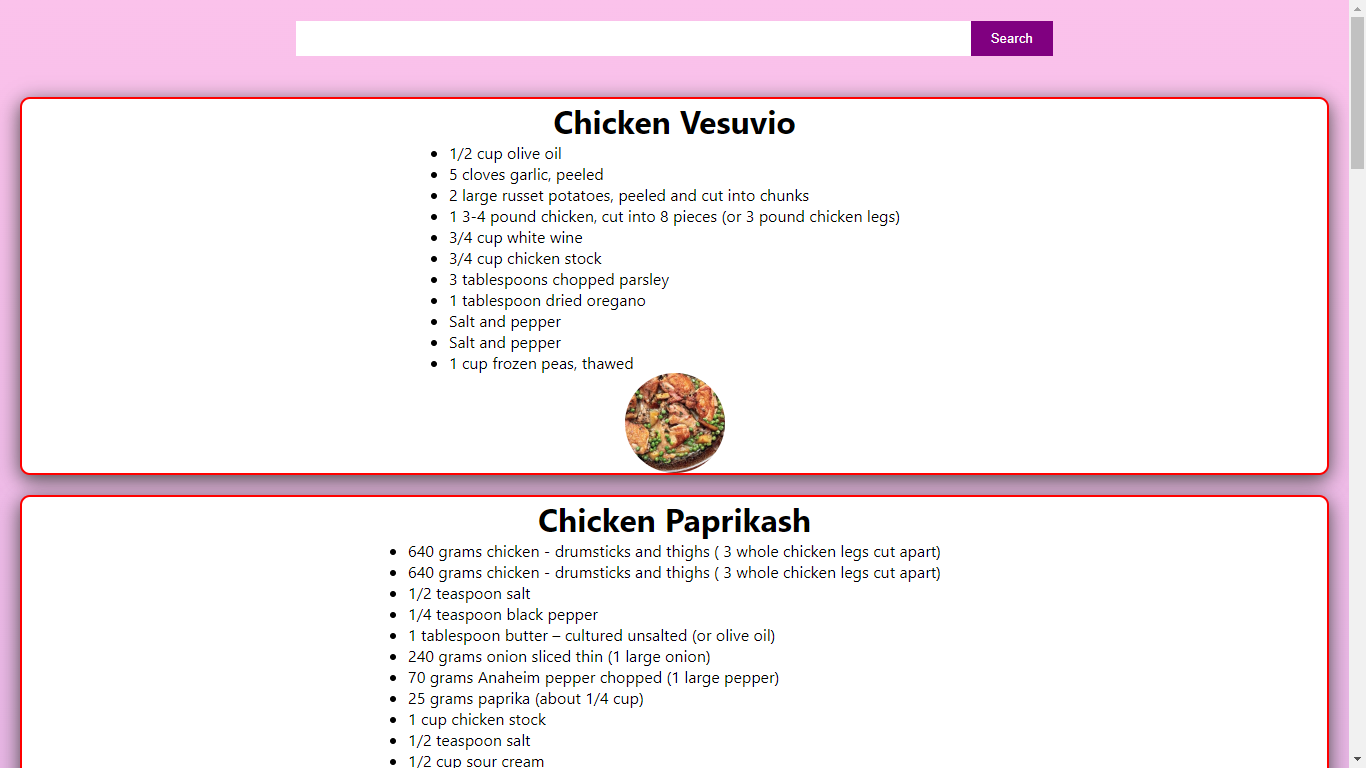 Search
Chicken Vesuvio
1/2 cup olive oil
5 cloves garlic, peeled
2 large russet potatoes, peeled and cut into chunks
1 3-4 pound chicken, cut into 8 pieces (or 3 pound chicken legs)
3/4 cup white wine
3/4 cup chicken stock
3 tablespoons chopped parsley
1 tablespoon dried oregano
Salt and pepper
Salt and pepper
1 cup frozen peas, thawed
Chicken Paprikash
640 grams chicken - drumsticks and thighs ( 3 whole chicken legs cut apart)
640 grams chicken - drumsticks and thighs ( 3 whole chicken legs cut apart)
1/2 teaspoon salt
1/4 teaspoon black pepper
1 tablespoon butter – cultured unsalted (or olive oil)
240 grams onion sliced thin (1 large onion)
70 grams Anaheim pepper chopped (1 large pepper)
25 grams paprika (about 1/4 cup)
1 cup chicken stock
1/2 teaspoon salt
1/2 cup sour cream